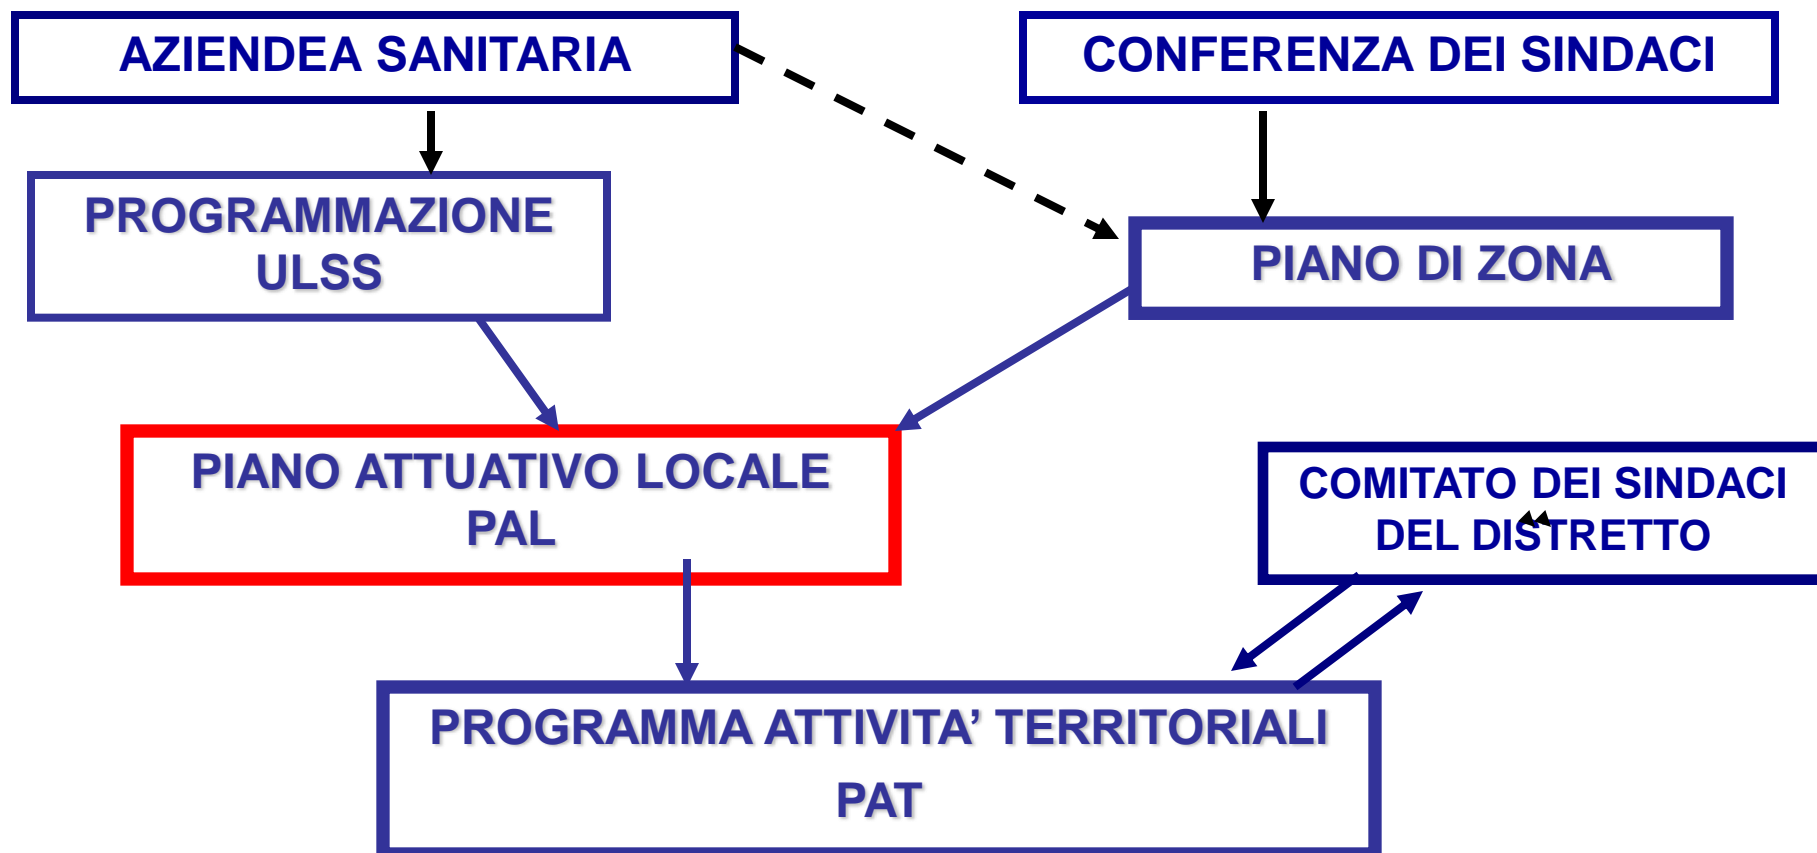 AZIENDEA SANITARIA
CONFERENZA DEI SINDACI
PROGRAMMAZIONE
ULSS
PIANO DI ZONA
PIANO ATTUATIVO LOCALE
PAL
COMITATO DEI SINDACI
DEL DISTRETTO
PROGRAMMA ATTIVITA’ TERRITORIALI
PAT